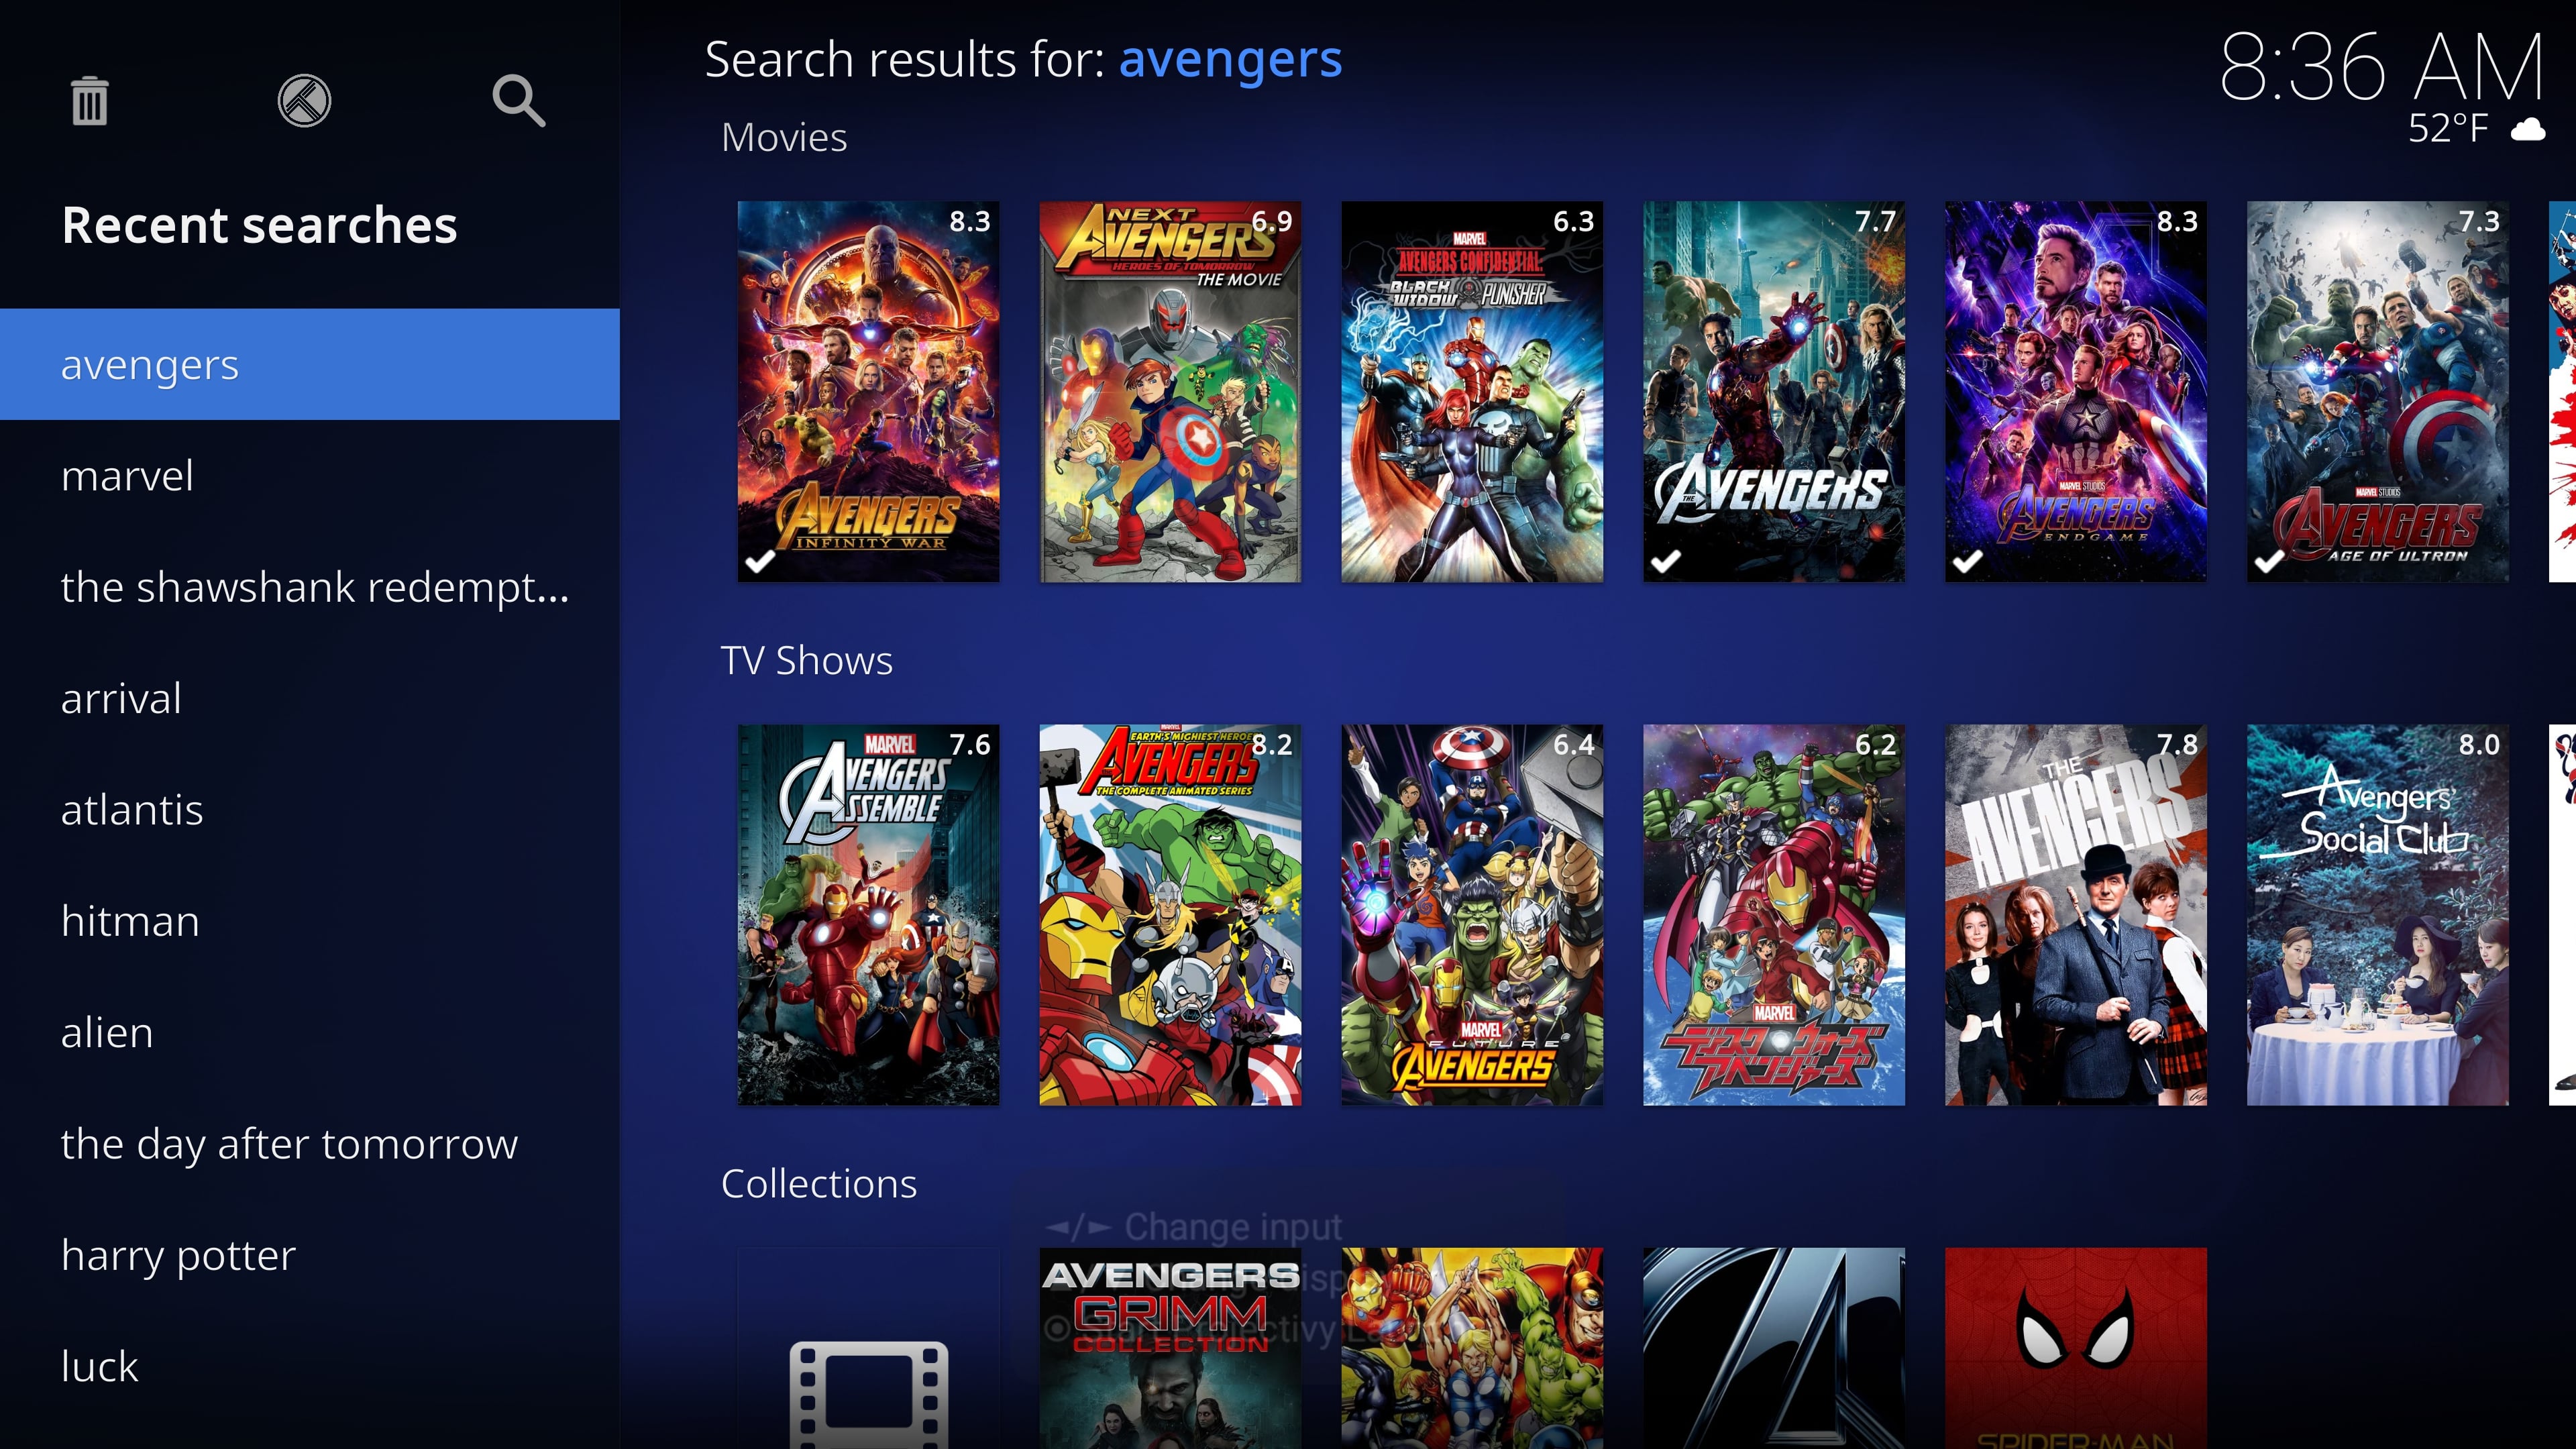 Search results for: avengers
8:36 AM
52°F
Recent searches
avengers
marvel
the shawshank redempt...
arrival
atlantis
hitman
alien
the day after tomorrow
harry potter
luck
Movies
8.3
AVENGERS
INFINITY WAR
6.9
NEXT
AVENGERS
HEROES OF TOMORROW
THE MOVIE
6.3
MARVEL
AVENGERS CONFIDENTIAL:
BLACK WIDOW PUNISHER
7.7
THE AVENGERS
8.3
MARVEL STUDIOS
AVENGERS
ENDGAME
7.3
MARVEL STUDIOS
AVENGERS
AGE OF ULTRON
TV Shows
7.6
MARVEL
AVENGERS
ASSEMBLE
8.2
MARVEL
EARTH'S MIGHTIEST HEROE
AVENGERS
THE COMPLETE ANIMATED SERIES
6.4
MARVEL
FUTURE
AVENGERS
6.2
MARVEL
ディスク・ウォーズ
アベンジャーズ
7.8
THE
AVENGERS
8.0
Avengers'
Social Club
Collections
◄/► Change input
AVENGERS
GRIMM
COLLECTION
SPIDER-MAN